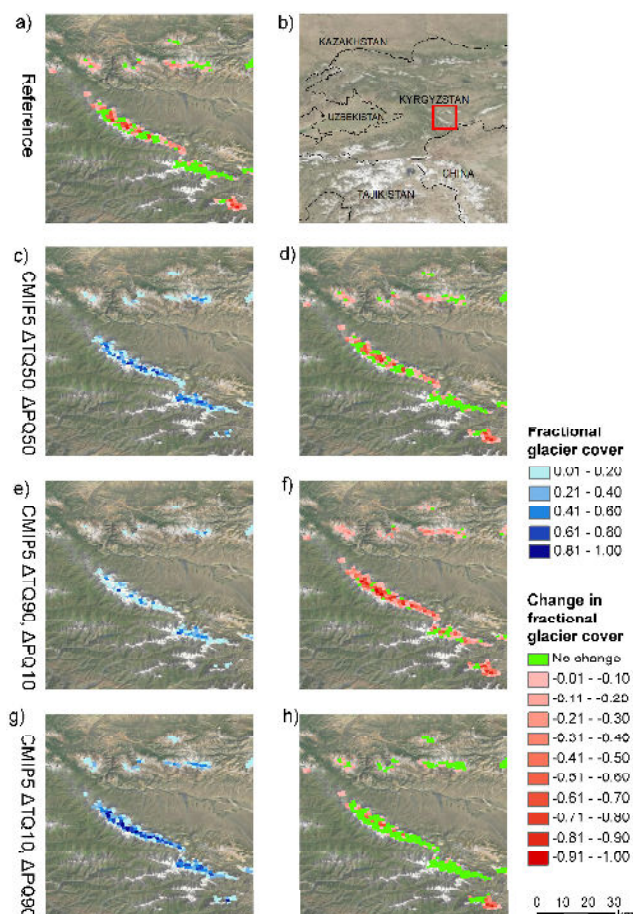 a)
b)
Reference
KAZAKHSTAN
KYRGYZSTAN
UZBEKISTAN
CHINA
TAJIKISTAN
c)
d)
CMIP5 ΔTQ50, ΔPQ50
e)
f)
CMIP5 ΔTQ90, ΔPQ10
g)
h)
CMIP5 ΔTQ10, ΔPQ90
Fractional
glacier cover
0.01 - 0.20
0.21 - 0.40
0.41 - 0.60
0.61 - 0.80
0.81 - 1.00
Change in
fractional
glacier cover
No change
-0.01 - -0.10
-0.11 - -0.20
-0.21 - -0.30
-0.31 - -0.40
-0.41 - -0.50
-0.51 - -0.60
-0.61 - -0.70
-0.71 - -0.80
-0.81 - -0.90
-0.91 - -1.00
0 10 20 30